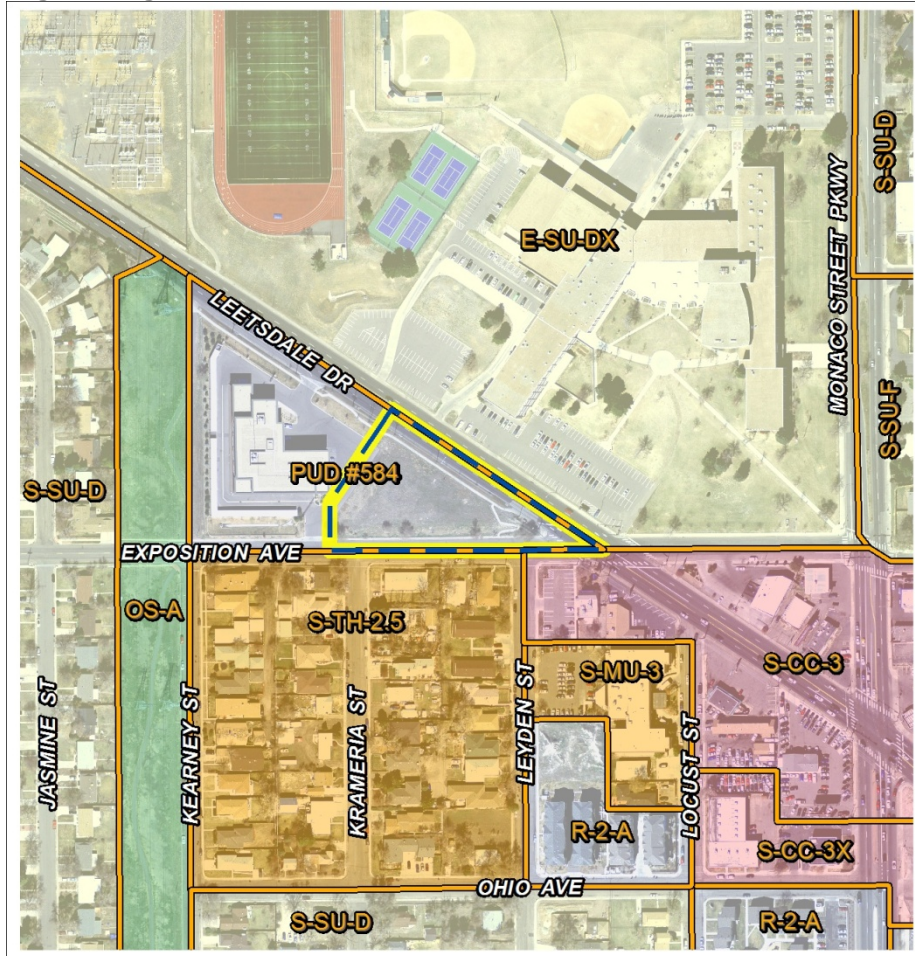 S-SU-D
E-SU-DX
MONACO STREET PKWY
LEETSDALE DR
S-SU-F
PUD #584
S-SU-D
EXPOSITION AVE
OS-A
S-TH-2.5
S-MU-3
S-CC-3
JASMINE ST
KEARNEY ST
KRAMERIA ST
LEYDEN ST
LOCUST ST
R-2-A
S-CC-3X
OHIO AVE
S-SU-D
R-2-A